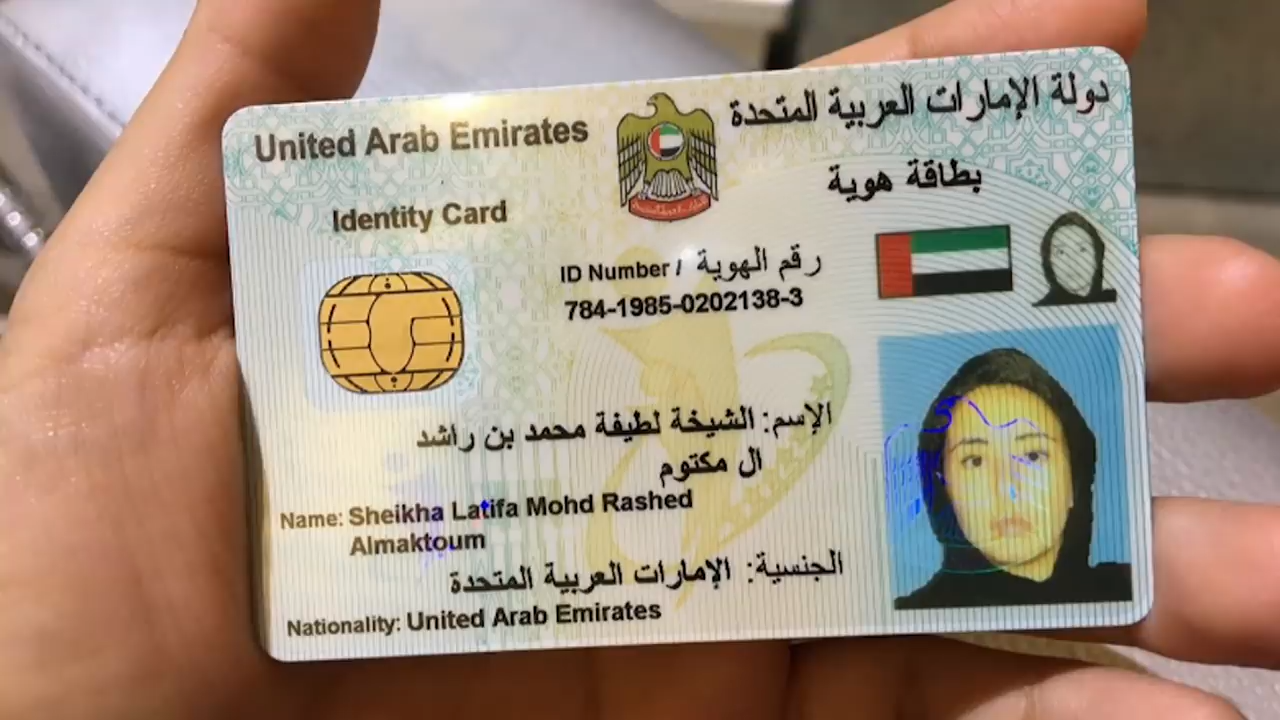 United Arab Emirates
دولة الإمارات العربية المتحدة
Identity Card
بطاقة هوية
ID Number / رقم الهوية
784-1985-0202138-3
الإسم: الشيخة لطيفة محمد بن راشد
ال مكتوم
Name: Sheikha Latifa Mohd Rashed
Almaktoum
الجنسية: الإمارات العربية المتحدة
Nationality: United Arab Emirates